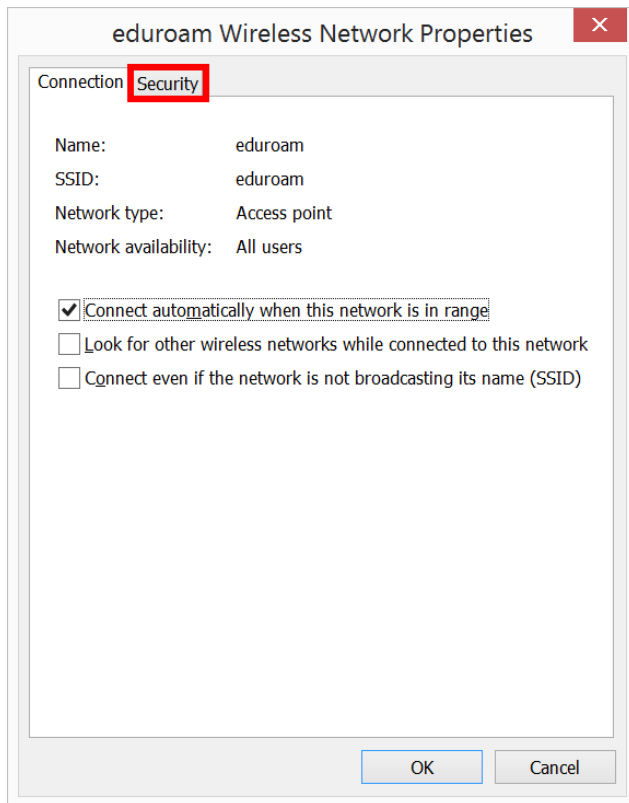 eduroam Wireless Network Properties
Connection Security
Name: eduroam
SSID: eduroam
Network type: Access point
Network availability: All users
Connect automatically when this network is in range
Look for other wireless networks while connected to this network
Connect even if the network is not broadcasting its name (SSID)
OK Cancel